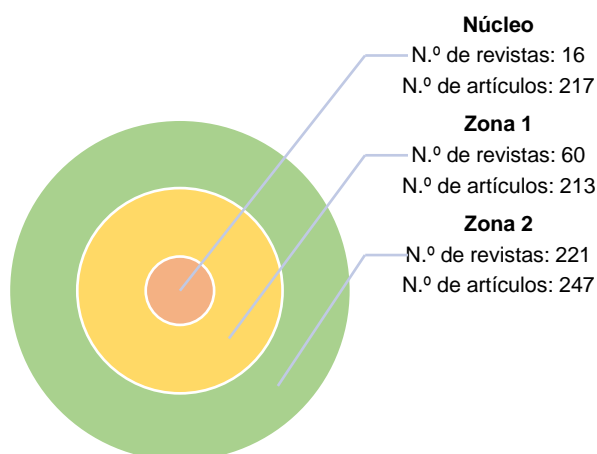 Núcleo
N.º de revistas: 16
N.º de artículos: 217
Zona 1
N.º de revistas: 60
N.º de artículos: 213
Zona 2
N.º de revistas: 221
N.º de artículos: 247